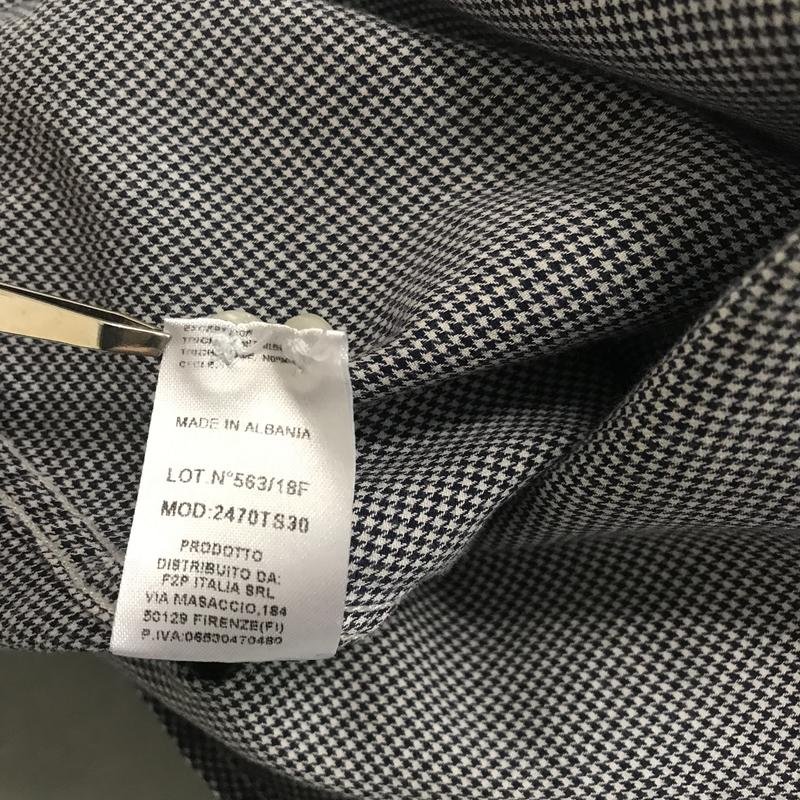 MADE IN ALBANIA
LOT.N°563/18F
MOD:2470TS30
PRODOTTO
DISTRIBUITO DA:
F2P ITALIA SRL
VIA MASACCIO,184
50129 FIRENZE(FI)
P.IVA:06530470480